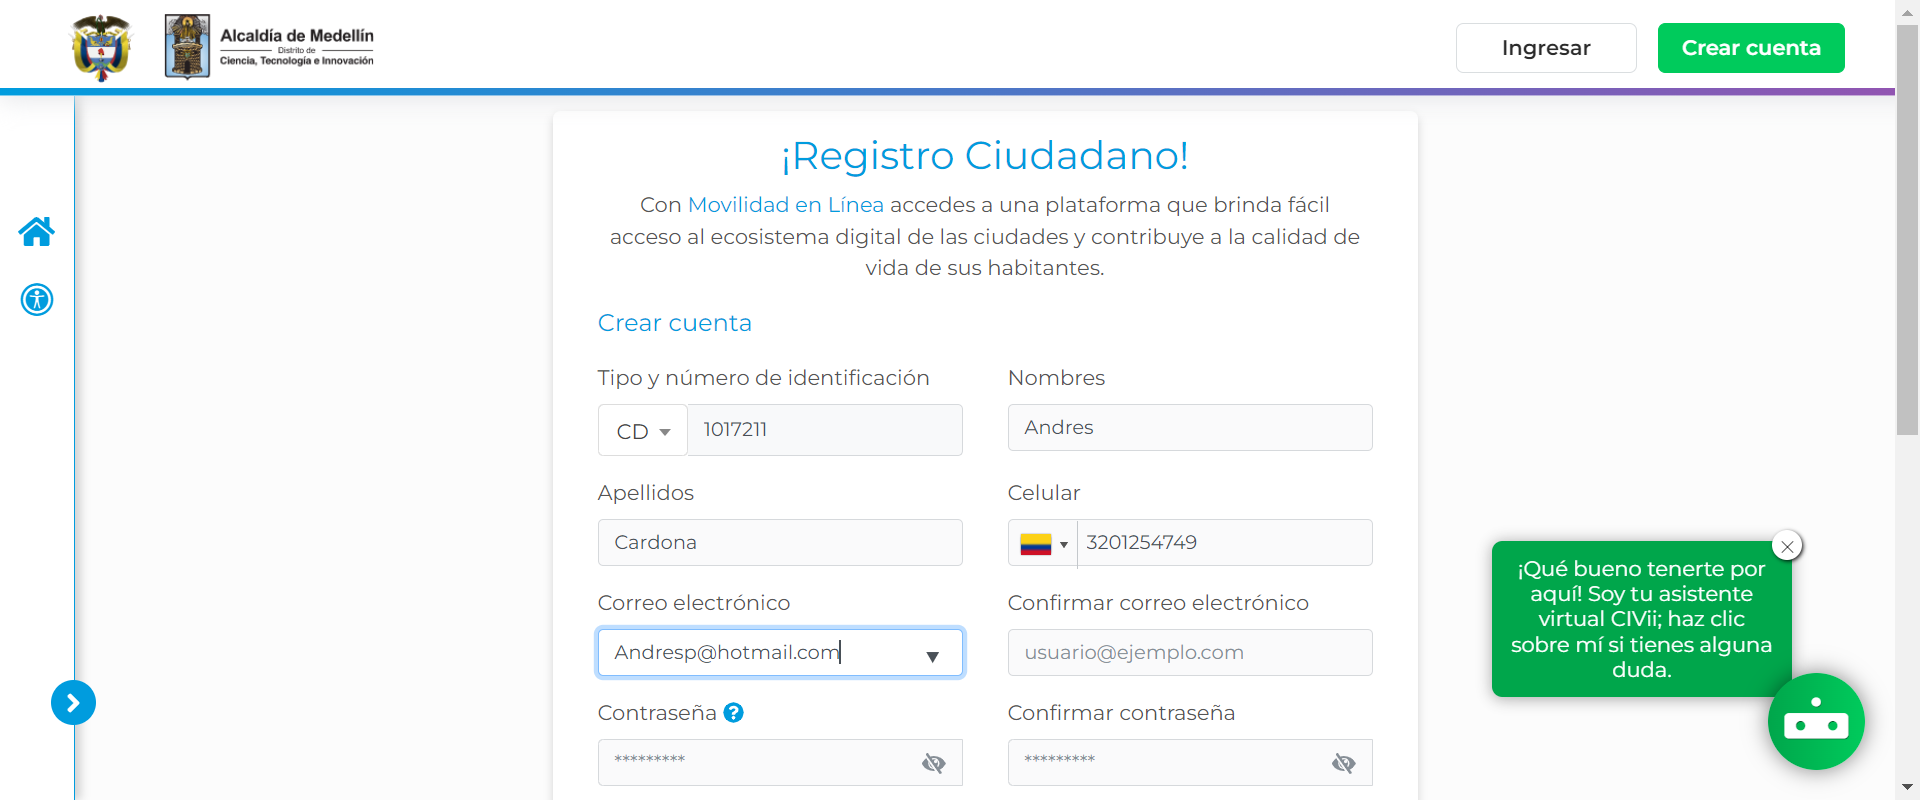 Alcaldía de Medellín
Distrito de
Ciencia, Tecnología e Innovación
Ingresar
Crear cuenta
¡Registro Ciudadano!
Con Movilidad en Línea accedes a una plataforma que brinda fácil
acceso al ecosistema digital de las ciudades y contribuye a la calidad de
vida de sus habitantes.
Crear cuenta
Tipo y número de identificación
CD 1017211
Nombres
Andres
Apellidos
Cardona
Celular
3201254749
Correo electrónico
Andresp@hotmail.com
Confirmar correo electrónico
usuario@ejemplo.com
Contraseña ?
*********
Confirmar contraseña
*********
¡Qué bueno tenerte por
aquí! Soy tu asistente
virtual CIVii; haz clic
sobre mí si tienes alguna
duda.